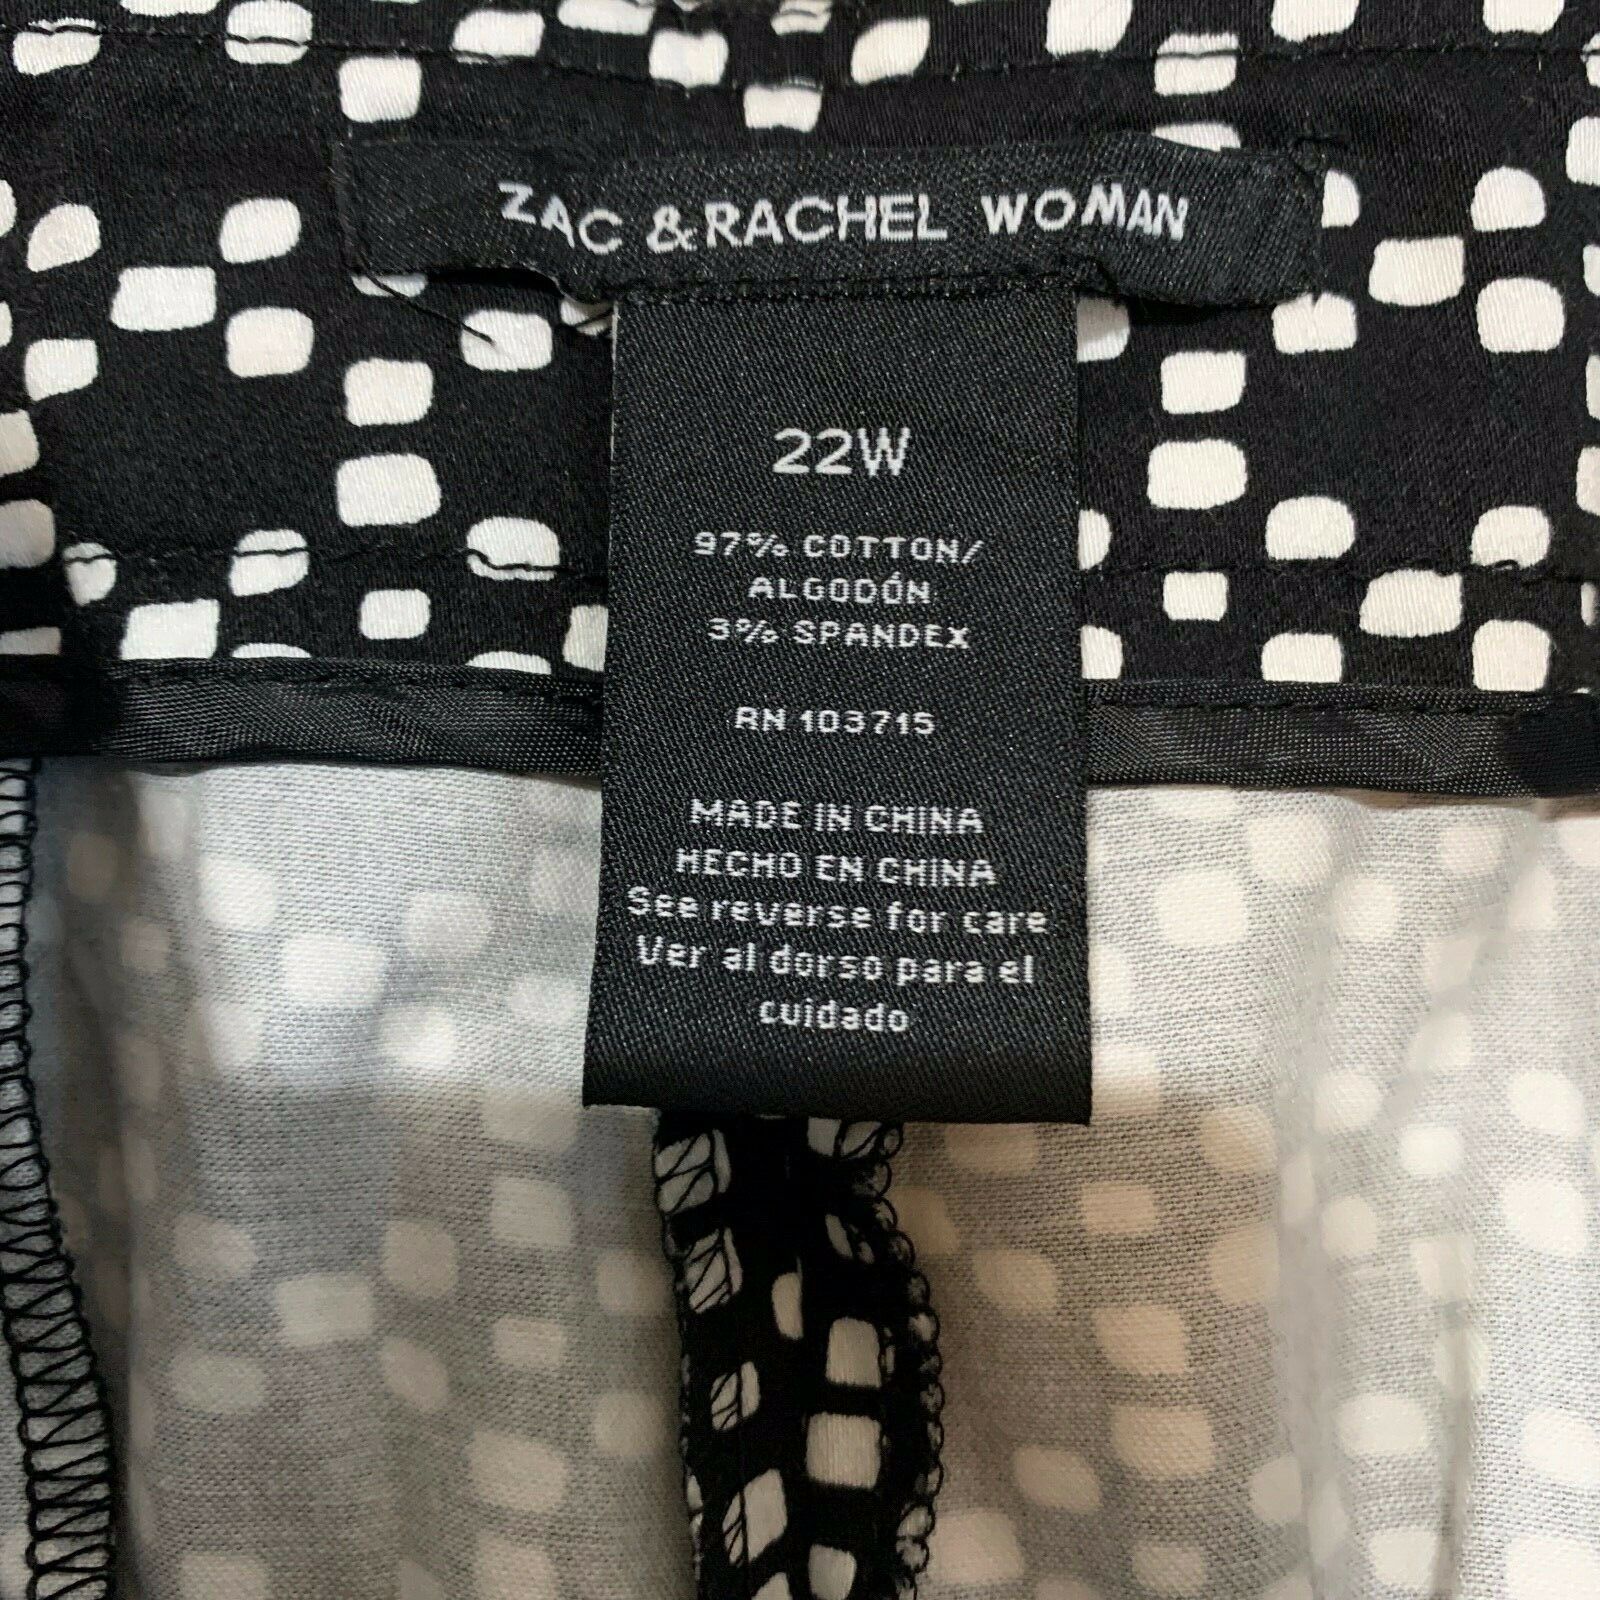 ZAC & RACHEL WOMAN
22W
97% COTTON/
ALGODÓN
3% SPANDEX
RN 103715
MADE IN CHINA
HECHO EN CHINA
See reverse for care
Ver al dorso para el
cuidado